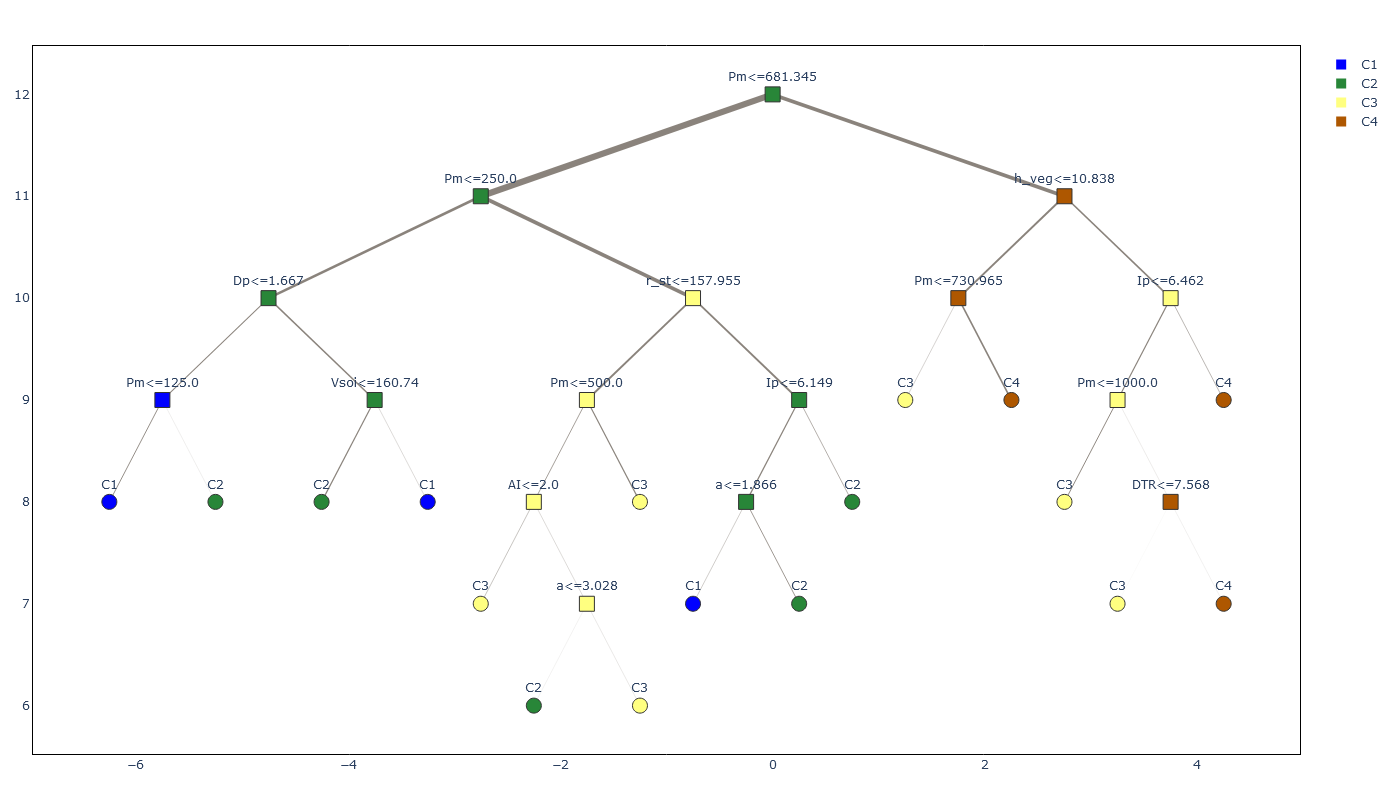 12
11
10
9
8
7
6
Pm<=681.345
Pm<=250.0
h_veg<=10.838
Dp<=1.667
r_st<=157.955
Pm<=730.965
Ip<=6.462
Pm<=125.0
Vsoi<=160.74
Pm<=500.0
Ip<=6.149
C3
C4
Pm<=1000.0
C4
C1
C2
C2
C1
AI<=2.0
C3
a<=1.866
C2
C3
DTR<=7.568
C3
a<=3.028
C1
C2
C3
C4
C2
C3
−6
−4
−2
0
2
4
C1
C2
C3
C4